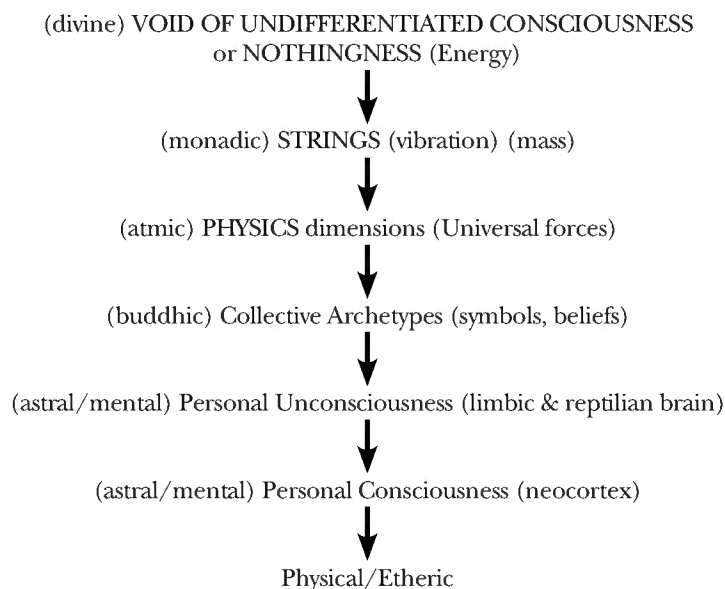 (divine) VOID OF UNDIFFERENTIATED CONSCIOUSNESS
or NOTHINGNESS (Energy)
(monadic) STRINGS (vibration) (mass)
(atmic) PHYSICS dimensions (Universal forces)
(buddhic) Collective Archetypes (symbols, beliefs)
(astral/mental) Personal Unconsciousness (limbic & reptilian brain)
(astral/mental) Personal Consciousness (neocortex)
Physical/Etheric